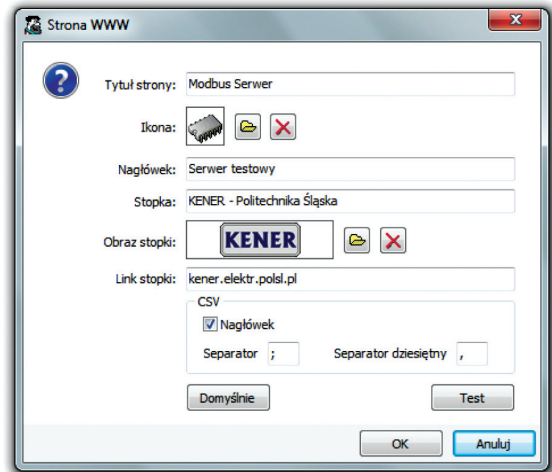 Strona WWW
Tytuł strony: Modbus Serwer
Ikona:
Nagłówek: Serwer testowy
Stopka: KENER - Politechnika Śląska
Obraz stopki: KENER
Link stopki: kener.elektr.polsl.pl
CSV
Nagłówek
Separator ; Separator dziesiętny ,
Domyślnie Test
OK Anuluj